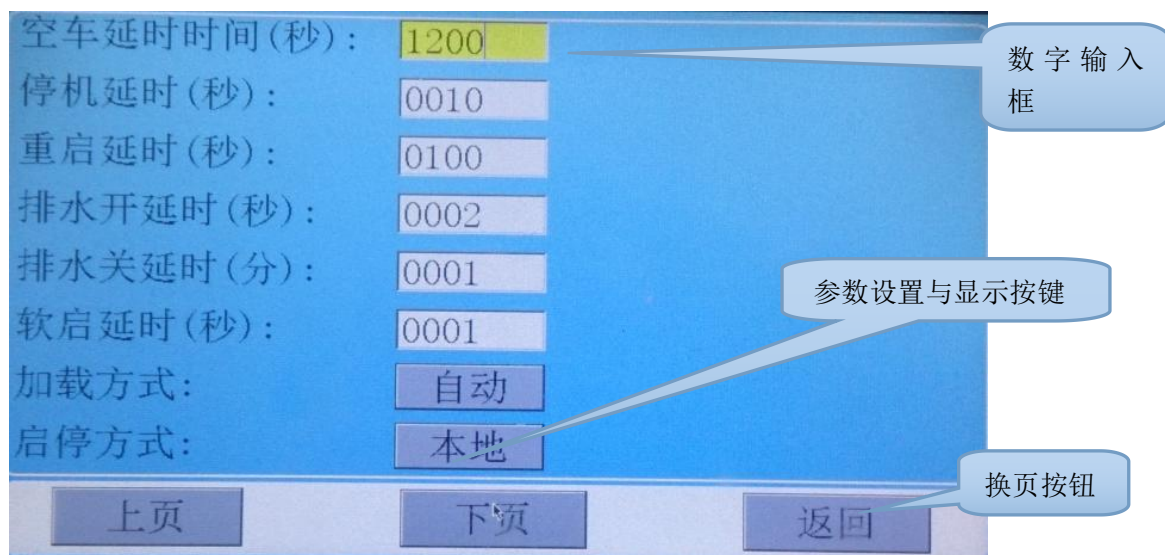 空车延时时间(秒): 1200
数字输入
框
停机延时(秒): 0010
重启延时(秒): 0100
排水开延时(秒): 0002
排水关延时(分): 0001
参数设置与显示按键
软启延时(秒): 0001
加载方式: 自动
启停方式: 本地
换页按钮
上页 下页 返回